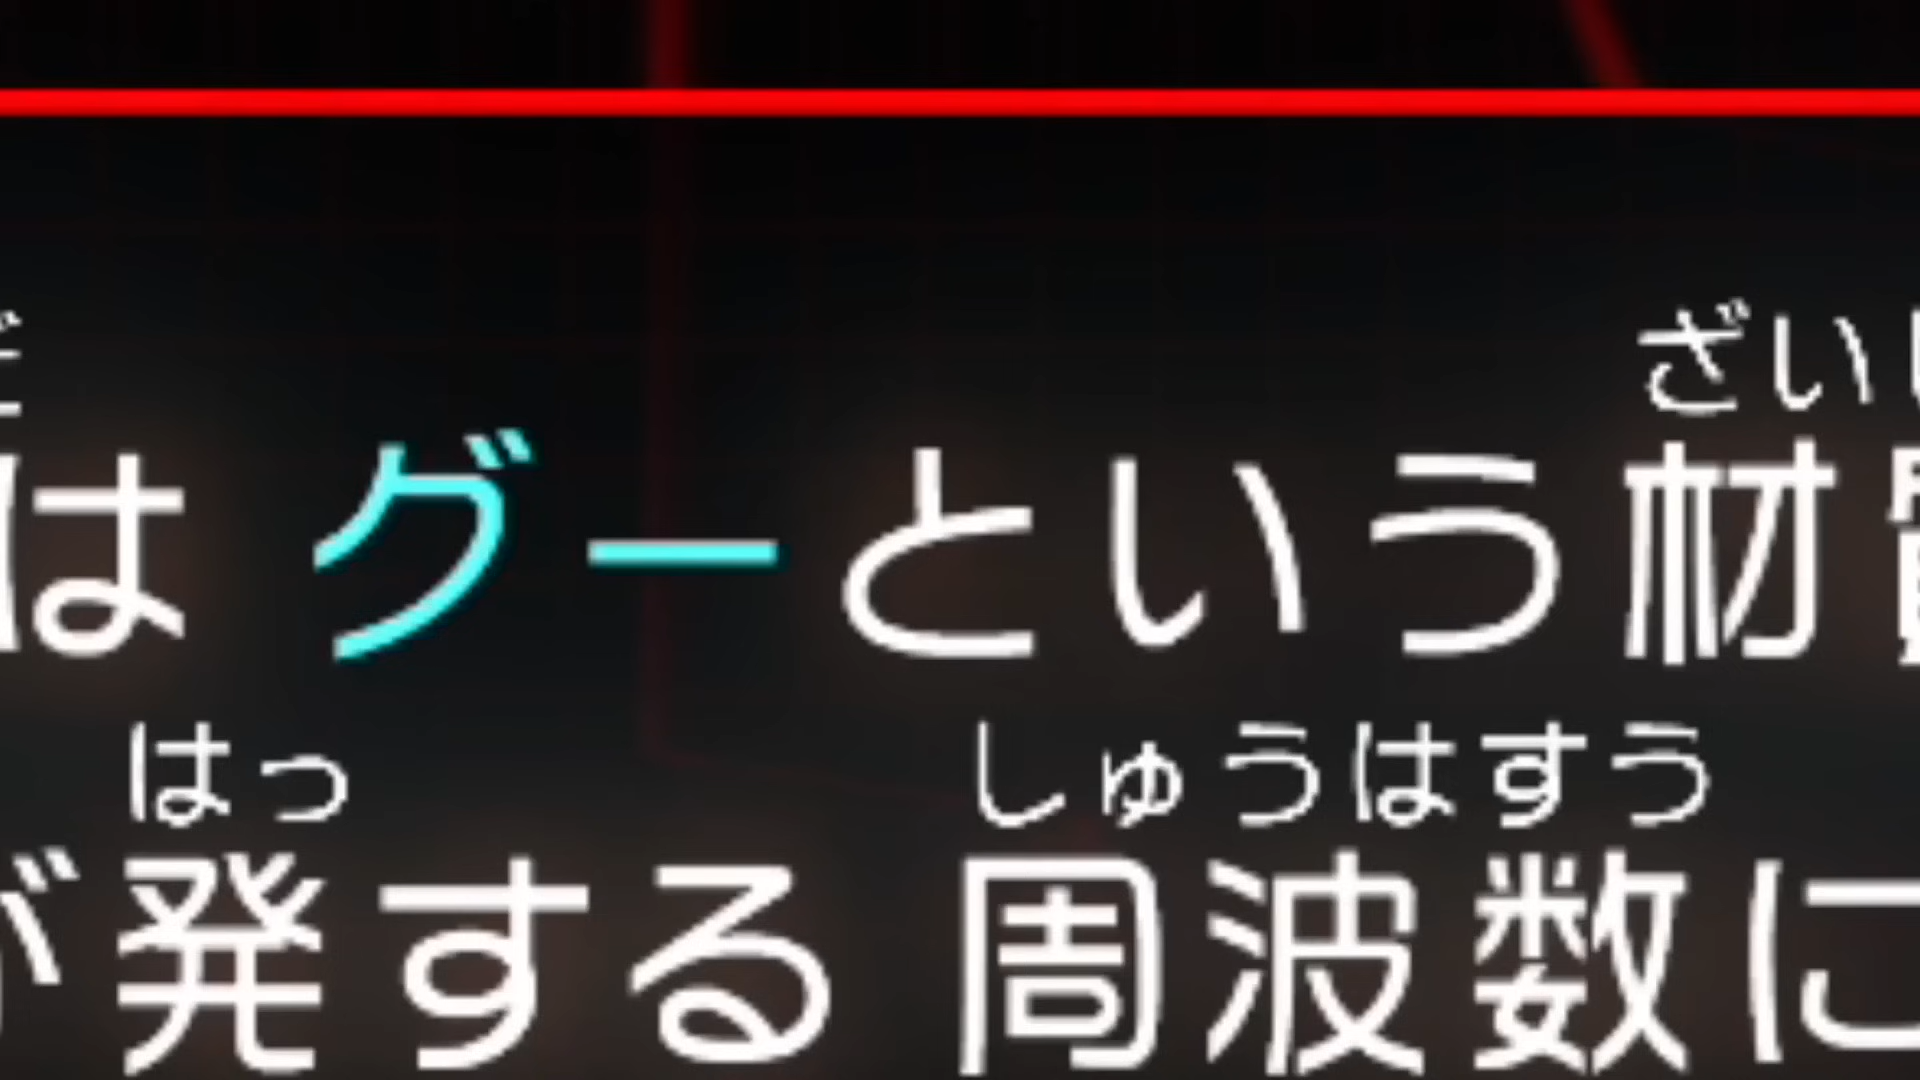 ざい
は グーという材質
はっ しゅうはすう
が発する 周波数に